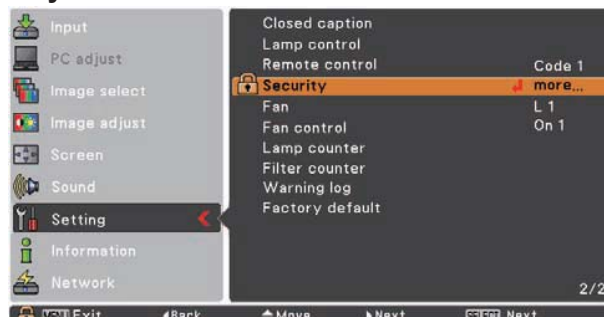 Input
PC adjust
Image select
Image adjust
Screen
Sound
Setting
Information
Network
Closed caption
Lamp control
Remote control Code 1
Security more...
Fan L 1
Fan control On 1
Lamp counter
Filter counter
Warning log
Factory default
2/2
MENU Exit Back Move Next SELECT Next